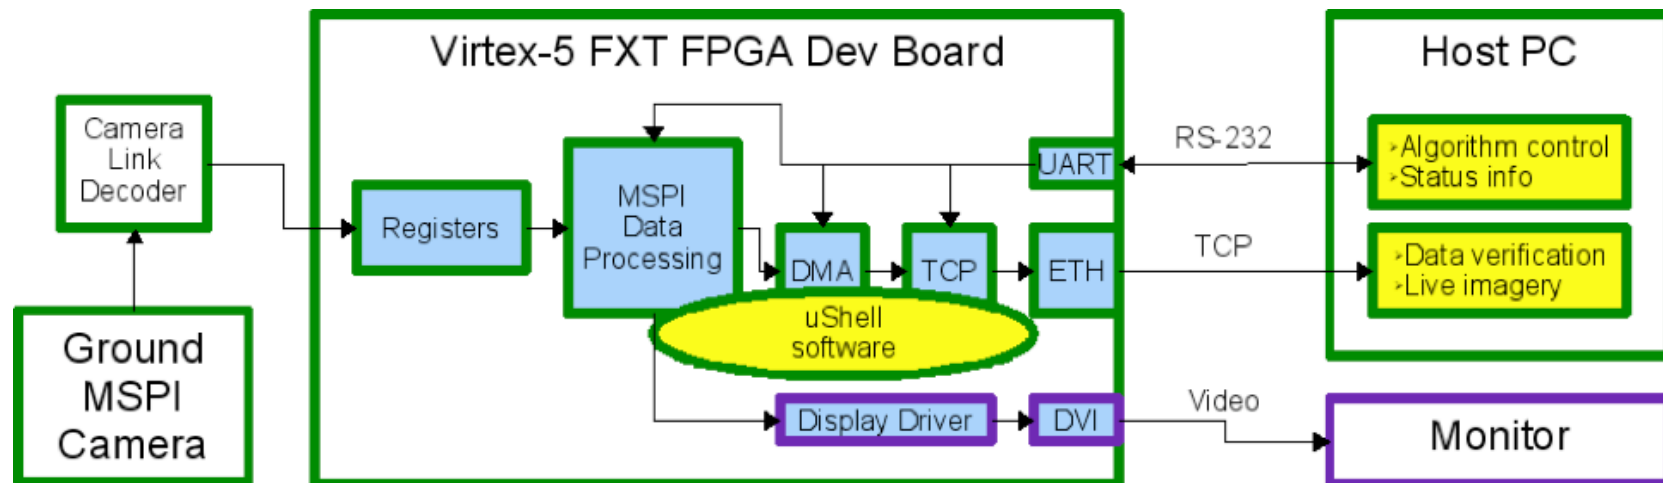 Virtex-5 FXT FPGA Dev Board
Host PC
Camera
Link
Decoder
Registers
MSPI
Data
Processing
DMA
TCP
UART
ETH
uShell
software
Display Driver
DVI
RS-232
TCP
Video
Algorithm control
Status info
Data verification
Live imagery
Ground
MSPI
Camera
Monitor